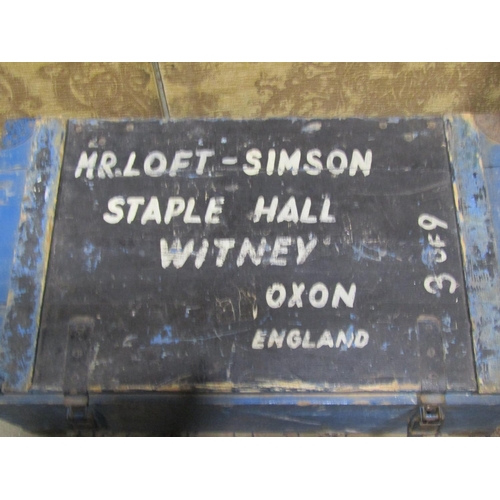 MR. LOFT-SIMSON
STAPLE HALL
WITNEY
OXON
ENGLAND
3 OF 9